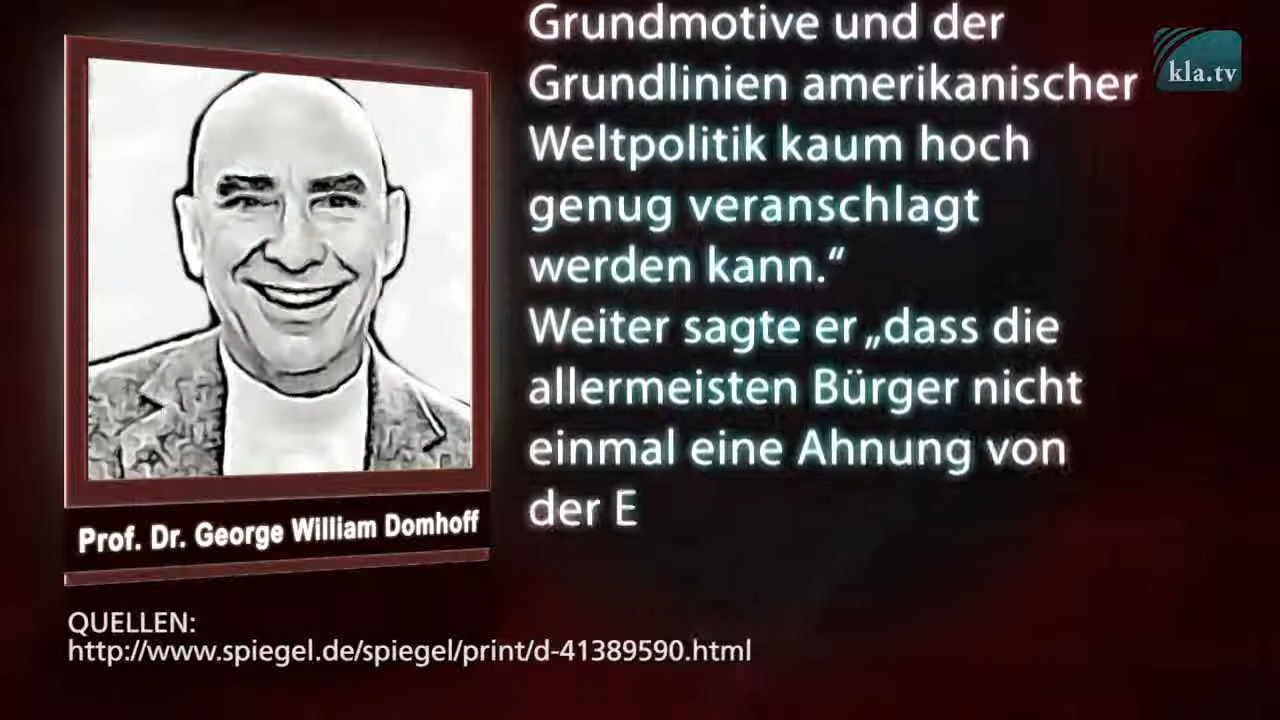 Grundmotive und der
Grundlinien amerikanischer
Weltpolitik kaum hoch
genug veranschlagt
werden kann.“
Weiter sagte er „dass die
allermeisten Bürger nicht
einmal eine Ahnung von
der E
kla.tv
Prof. Dr. George William Domhoff
QUELLEN:
http://www.spiegel.de/spiegel/print/d-41389590.html